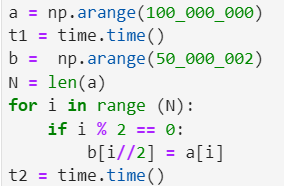 a = np.arange(100_000_000)
t1 = time.time()
b =  np.arange(50_000_002)
N = len(a)
for i in range (N):
    if i % 2 == 0:
        b[i//2] = a[i]
t2 = time.time()